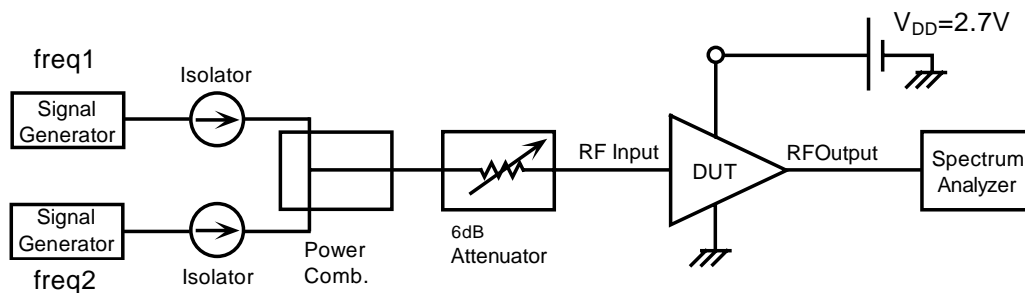 freq1
Signal
Generator
Isolator
Signal
Generator
freq2
Isolator
Power
Comb.
6dB
Attenuator
RF Input
DUT
V_DD=2.7V
RFOutput
Spectrum
Analyzer